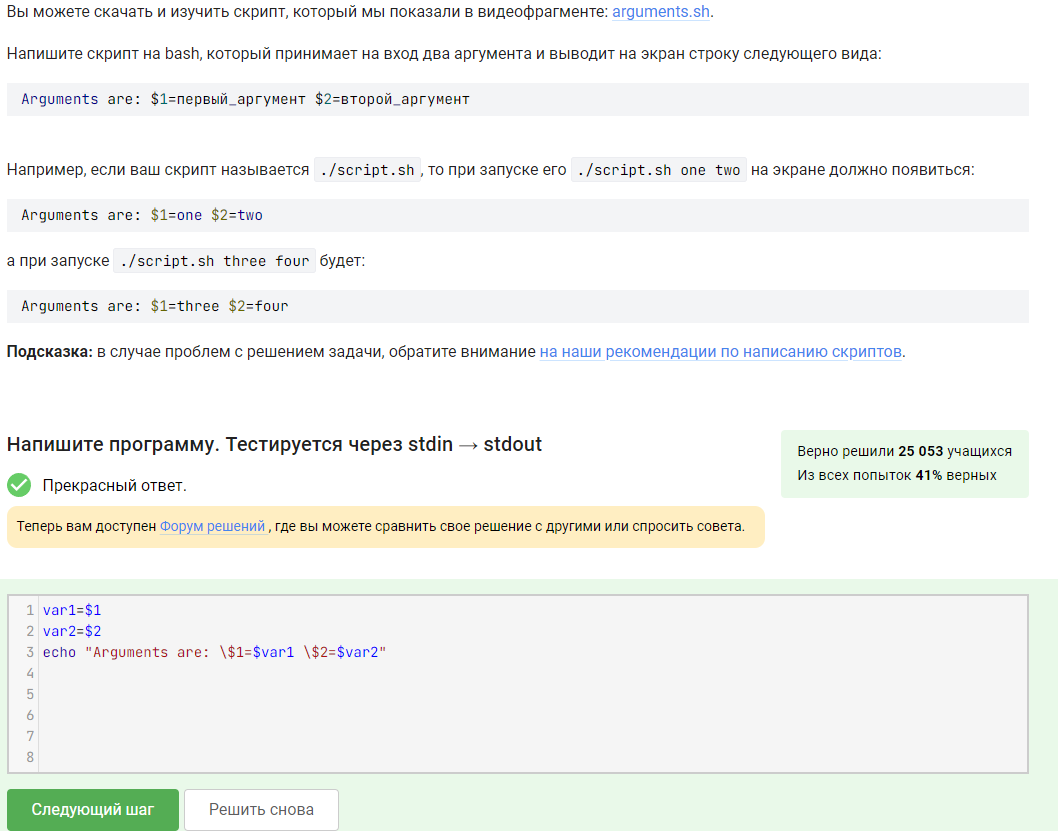 Вы можете скачать и изучить скрипт, который мы показали в видеофрагменте: arguments.sh.
Напишите скрипт на bash, который принимает на вход два аргумента и выводит на экран строку следующего вида:
Arguments are: $1=первый_аргумент $2=второй_аргумент
Например, если ваш скрипт называется ./script.sh , то при запуске его ./script.sh one two на экране должно появиться:
Arguments are: $1=one $2=two
а при запуске ./script.sh three four будет:
Arguments are: $1=three $2=four
Подсказка: в случае проблем с решением задачи, обратите внимание на наши рекомендации по написанию скриптов.
Напишите программу. Тестируется через stdin → stdout
Верно решили 25 053 учащихся
Из всех попыток 41% верных
Прекрасный ответ.
Теперь вам доступен Форум решений , где вы можете сравнить свое решение с другими или спросить совета.
1 var1=$1
2 var2=$2
3 echo "Arguments are: \$1=$var1 \$2=$var2"
4
5
6
7
8
Следующий шаг Решить снова